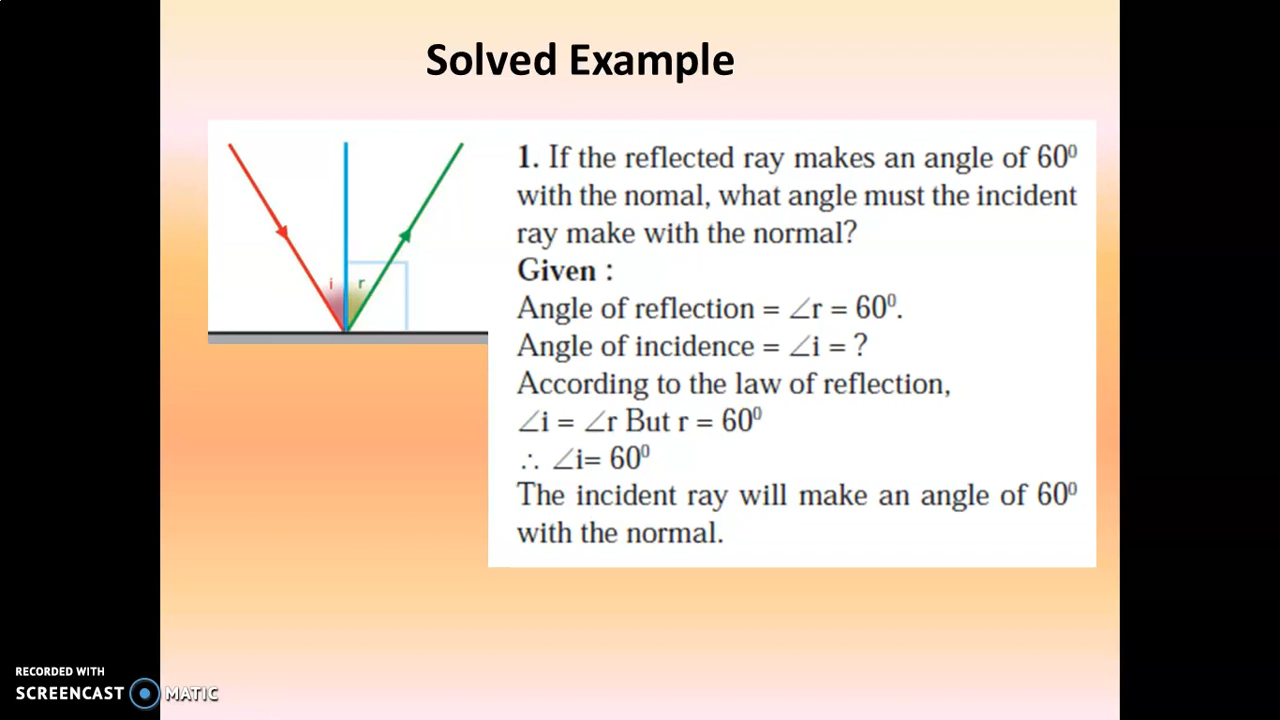 Solved Example
i r
1. If the reflected ray makes an angle of 60⁰
with the nomal, what angle must the incident
ray make with the normal?
Given :
Angle of reflection = ∠r = 60⁰.
Angle of incidence = ∠i = ?
According to the law of reflection,
∠i = ∠r But r = 60⁰
∴ ∠i= 60⁰
The incident ray will make an angle of 60⁰
with the normal.
RECORDED WITH
SCREENCAST MATIC